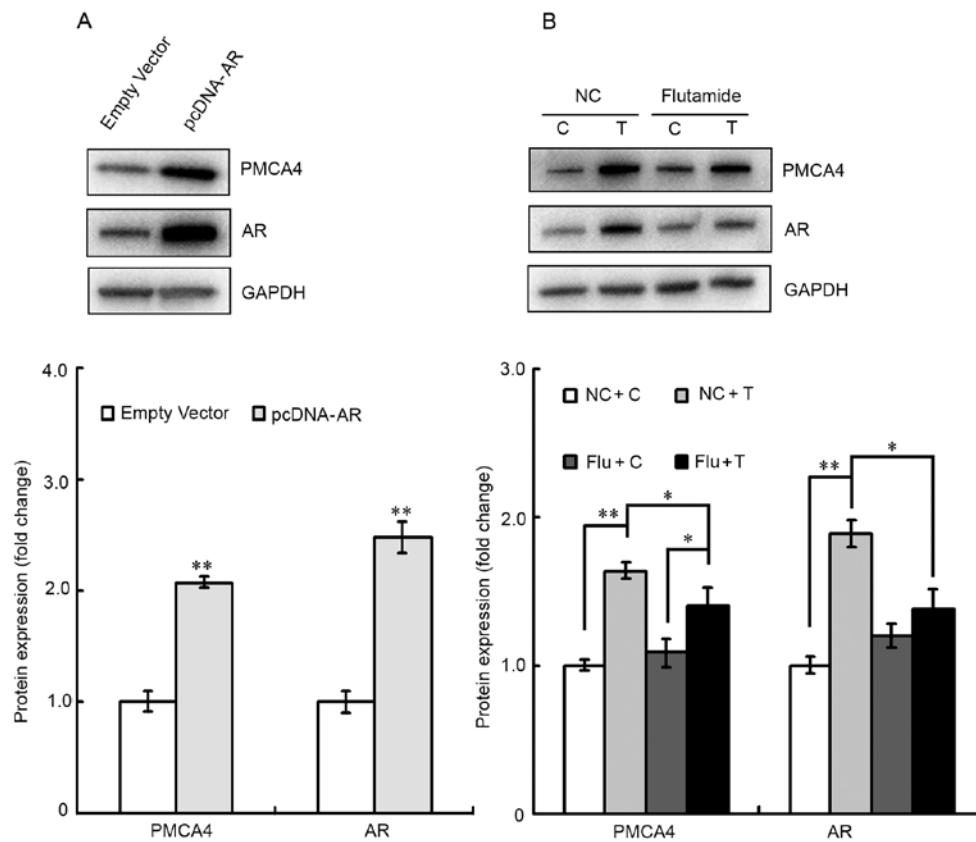 A
Empty Vector
pcDNA-AR
PMCA4
AR
GAPDH
4.0
3.0
2.0
1.0
0
Protein expression (fold change)
Empty Vector
pcDNA-AR
**
**
PMCA4
AR
B
NC
Flutamide
C
T
C
T
PMCA4
AR
GAPDH
3.0
2.0
1.0
0
Protein expression (fold change)
NC + C
NC + T
Flu + C
Flu + T
**
*
*
**
*
PMCA4
AR